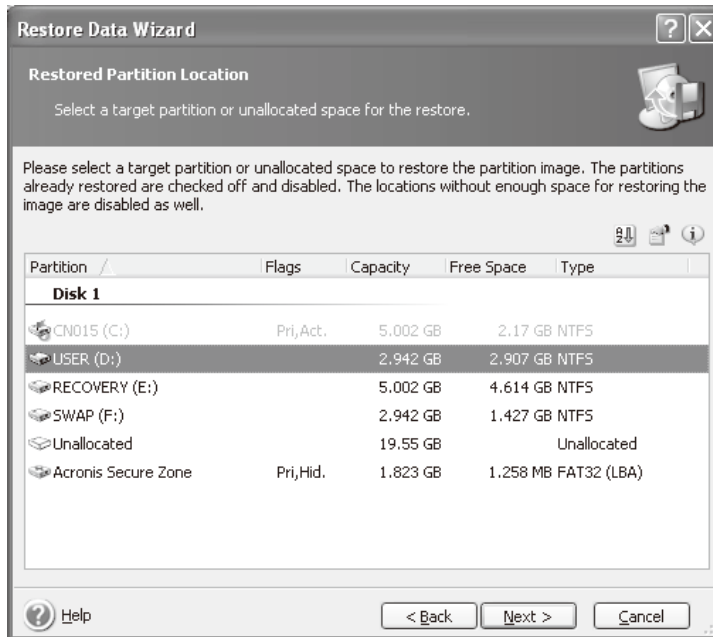 Restore Data Wizard
Restored Partition Location
Select a target partition or unallocated space for the restore.
Please select a target partition or unallocated space to restore the partition image. The partitions
already restored are checked off and disabled. The locations without enough space for restoring the
image are disabled as well.
Partition Flags Capacity Free Space Type
Disk 1
CN015 (C:) Pri,Act. 5.002 GB 2.17 GB NTFS
USER (D:) 2.942 GB 2.907 GB NTFS
RECOVERY (E:) 5.002 GB 4.614 GB NTFS
SWAP (F:) 2.942 GB 1.427 GB NTFS
Unallocated 19.55 GB Unallocated
Acronis Secure Zone Pri,Hid. 1.823 GB 1.258 MB FAT32 (LBA)
Help < Back Next > Cancel